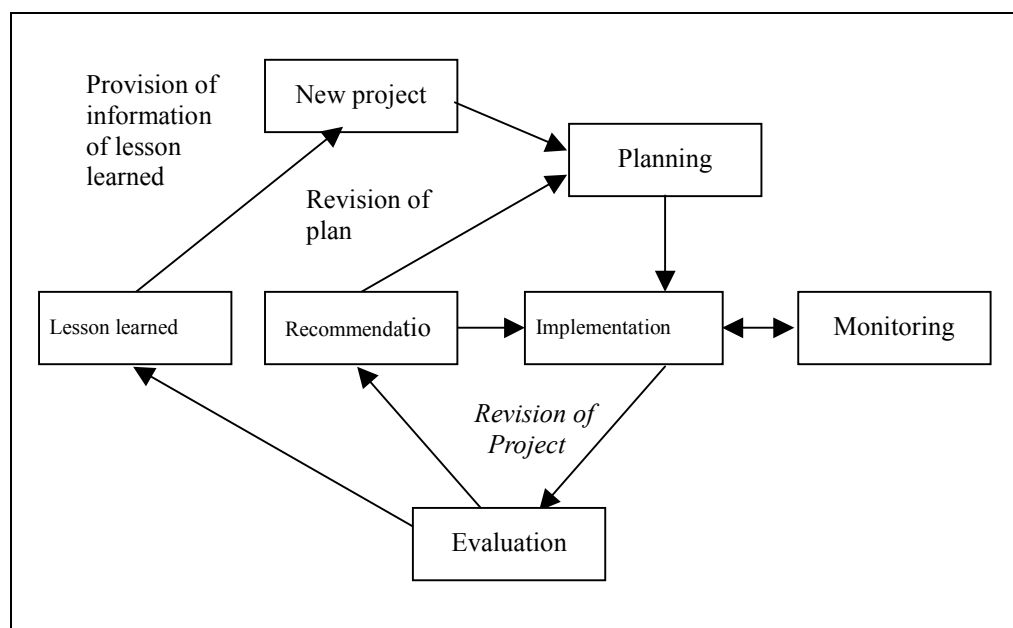 Provision of
information
of lesson
learned
New project
Planning
Revision of
plan
Lesson learned
Recommendatio
Implementation
Monitoring
Revision of
Project
Evaluation